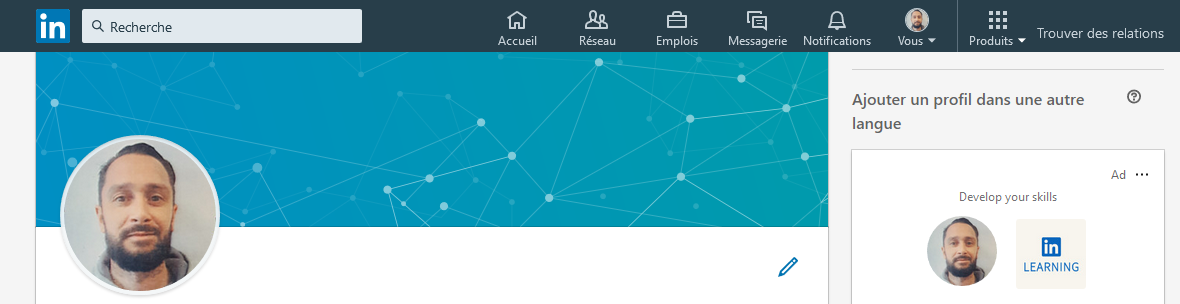 in
Recherche
Accueil
Réseau
Emplois
Messagerie
Notifications
Vous
Produits
Trouver des relations
Ajouter un profil dans une autre
langue
Ad
Develop your skills
in
LEARNING